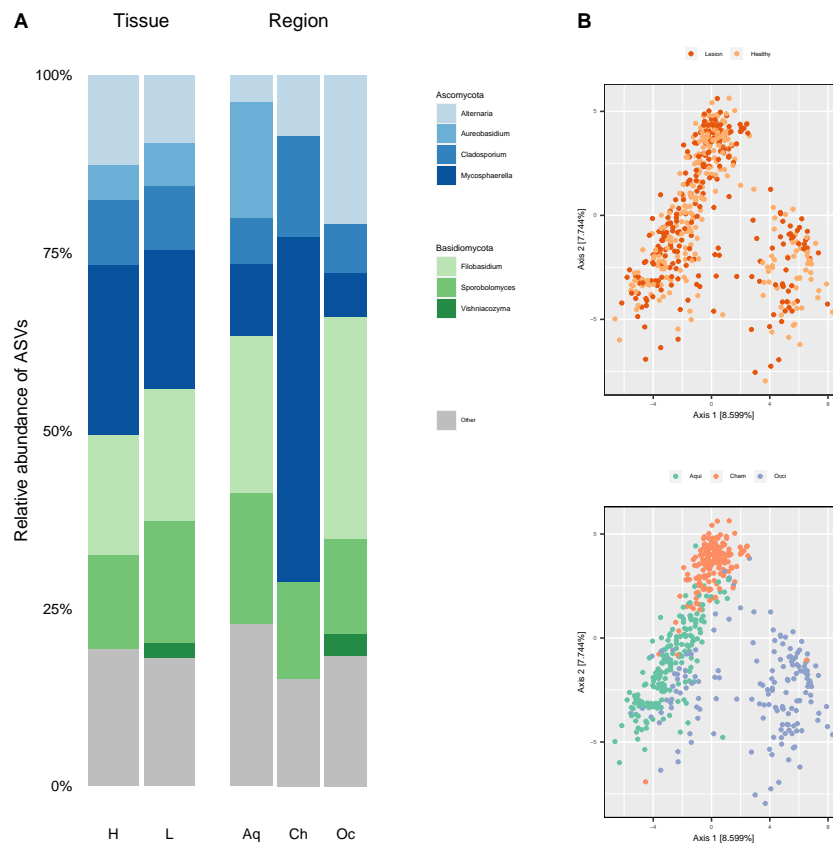 A
Tissue
Region
100%
75%
50%
25%
0%
Relative abundance of ASVs
H
L
Aq
Ch
Oc
Ascomycota
Alternaria
Aureobasidium
Cladosporium
Mycosphaerella
Basidiomycota
Filobasidium
Sporobolomyces
Vishniacozyma
Other
B
Lesion
Healthy
5
0
−5
Axis 2 [7.744%]
−4
0
4
8
Axis 1 [8.599%]
Aqui
Cham
Occi
5
0
−5
Axis 2 [7.744%]
−4
0
4
8
Axis 1 [8.599%]